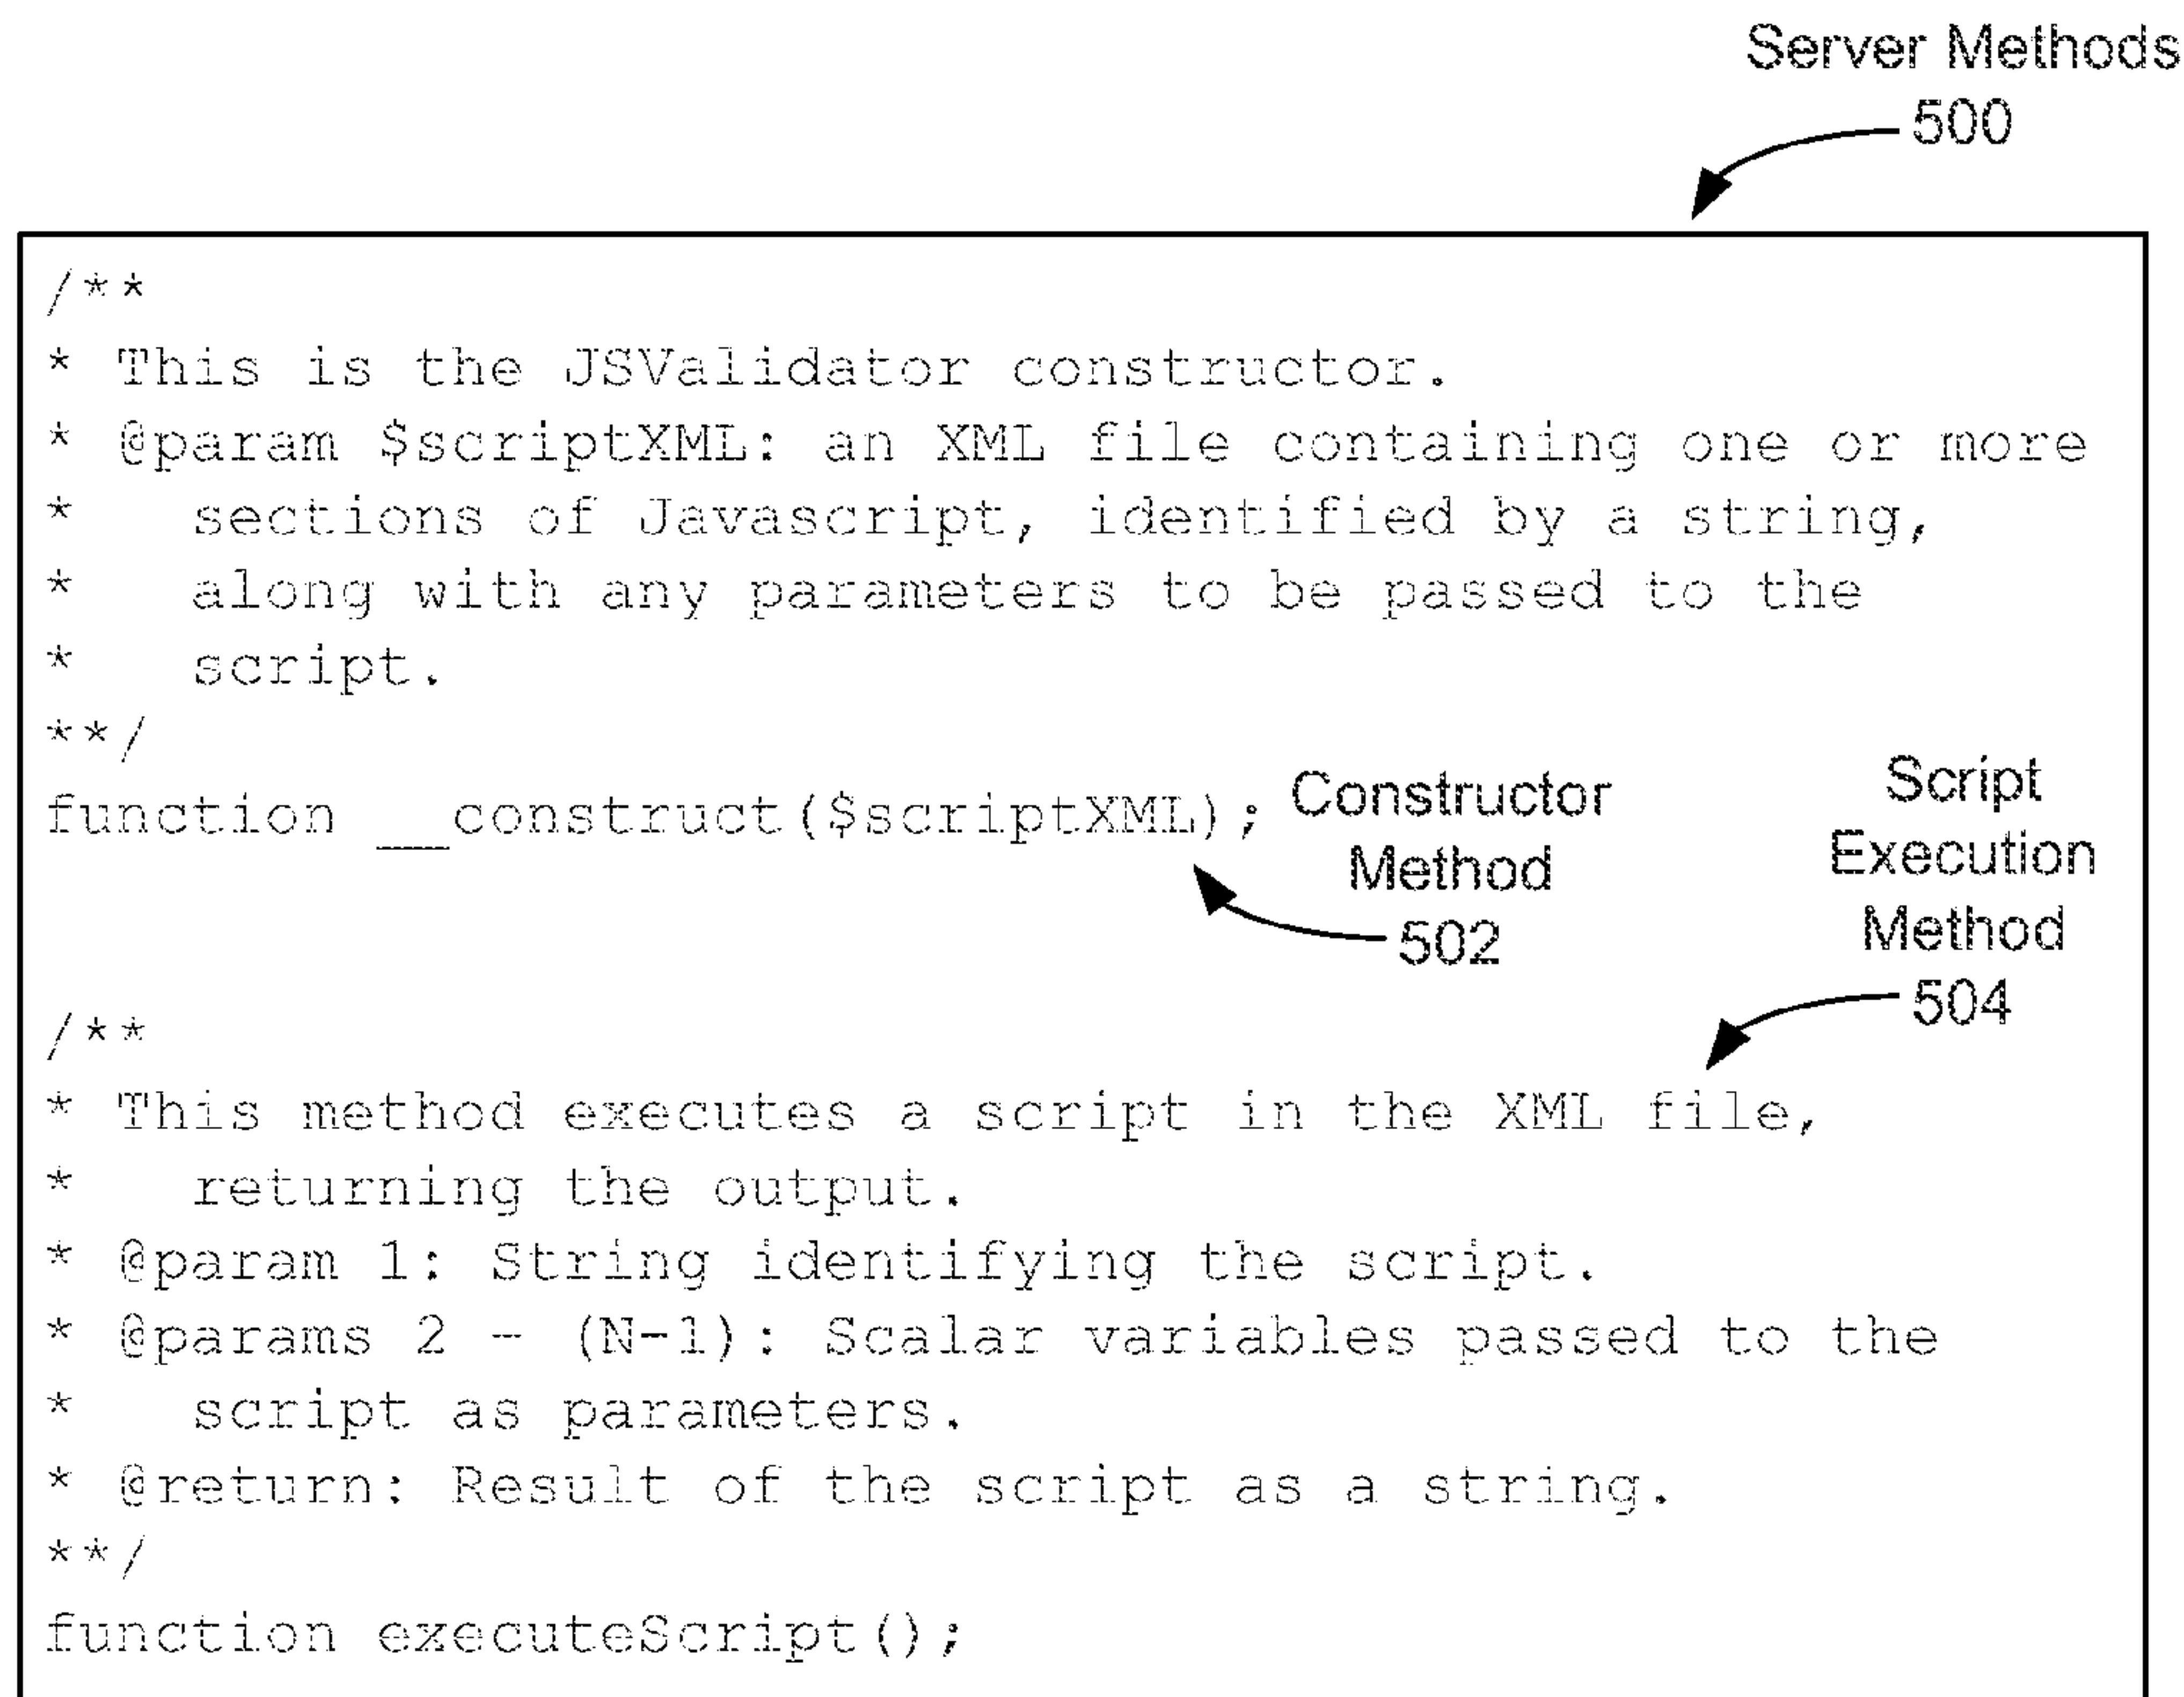 Server Methods
500
/**
* This is the JSValidator constructor.
* @param $scriptXML: an XML file containing one or more
*   sections of Javascript, identified by a string,
*   along with any parameters to be passed to the
*   script.
**/
function __construct($scriptXML);
Constructor
Method
502
Script
Execution
Method
504
/**
* This method executes a script in the XML file,
*   returning the output.
* @param 1: String identifying the script.
* @params 2 - (N-1): Scalar variables passed to the
*   script as parameters.
* @return: Result of the script as a string.
**/
function executeScript();